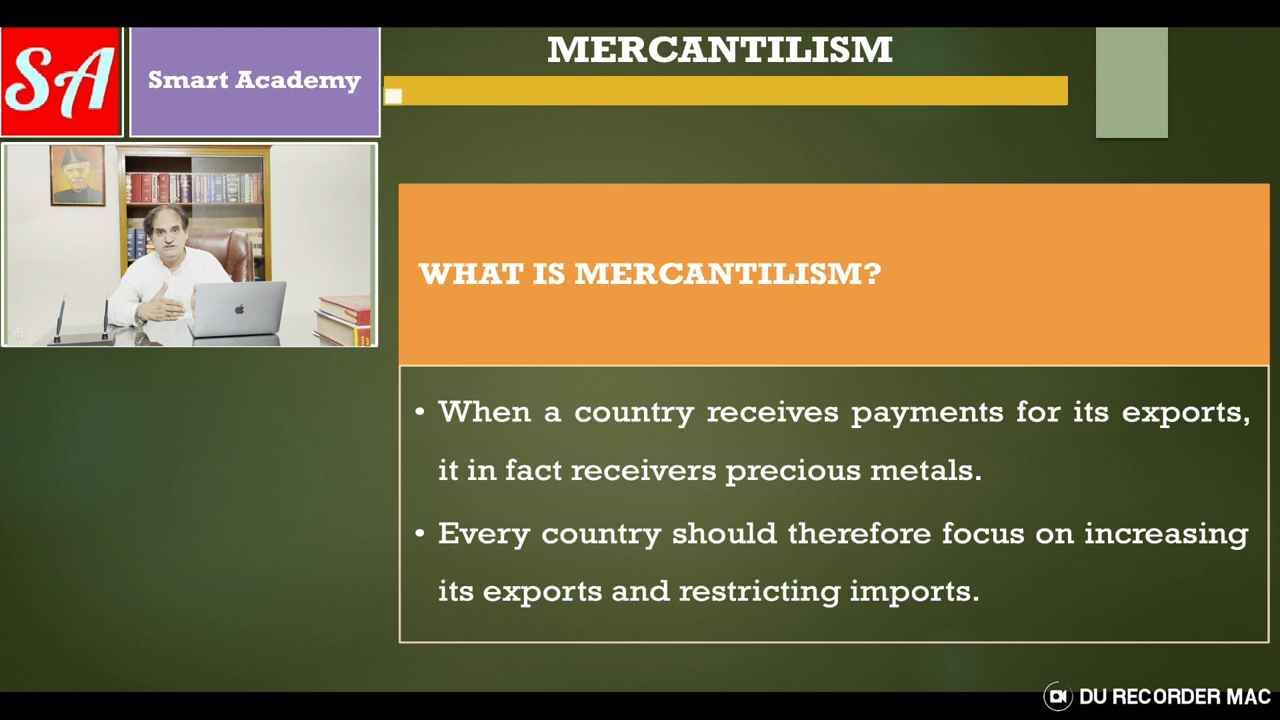 SA
Smart Academy
MERCANTILISM
WHAT IS MERCANTILISM?
• When a country receives payments for its exports,
it in fact receivers precious metals.
• Every country should therefore focus on increasing
its exports and restricting imports.
DU RECORDER MAC